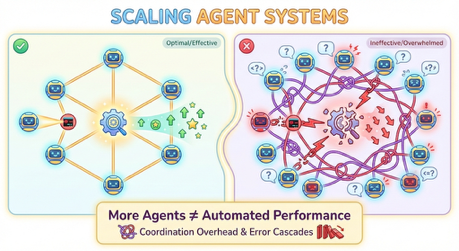 SCALING AGENT SYSTEMS
Optimal/Effective
Ineffective/Overwhelmed
?
?
?
?
?
?
More Agents ≠ Automated Performance
Coordination Overhead & Error Cascades